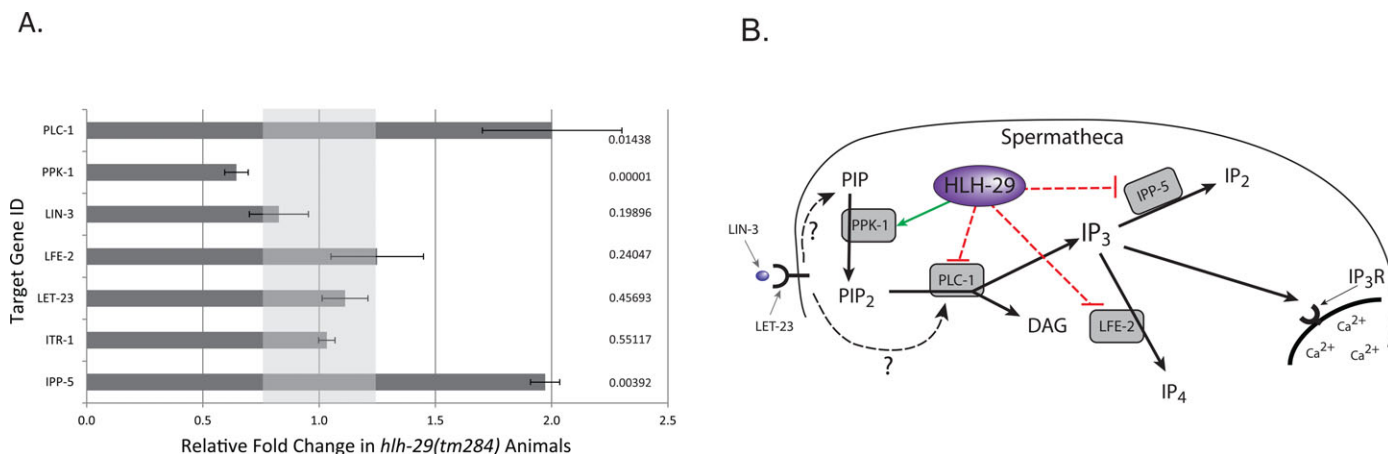 A.
Target Gene ID
PLC-1
0.01438
PPK-1
0.00001
LIN-3
0.19896
LFE-2
0.24047
LET-23
0.45693
ITR-1
0.55117
IPP-5
0.00392
0.0 0.5 1.0 1.5 2.0 2.5
Relative Fold Change in hlh-29(tm284) Animals
B.
Spermatheca
PIP
HLH-29
IPP-5
IP2
?
PPK-1
LIN-3
IP3
PIP2
PLC-1
IP3R
LET-23
DAG
LFE-2
Ca2+
Ca2+
Ca2+
Ca2+
?
IP4